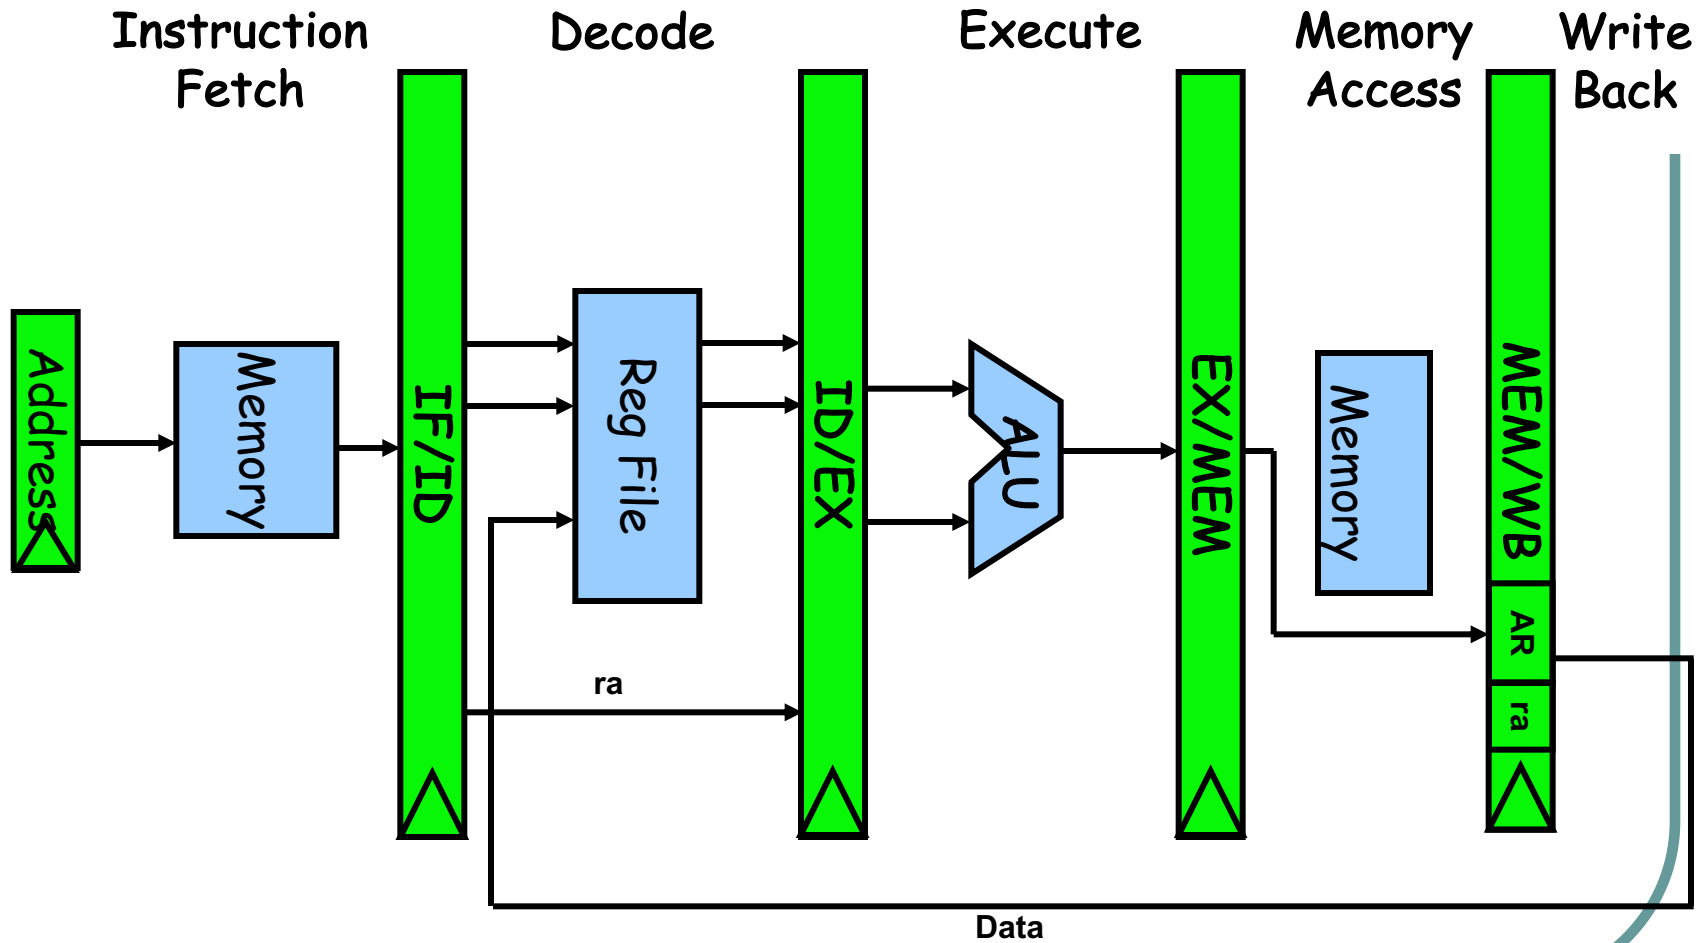 Instruction
Fetch
Decode
Execute
Memory
Access
Write
Back
Address
Memory
IF/ID
Reg File
ID/EX
ALU
EX/MEM
Memory
MEM/WB
AR
ra
ra
Data